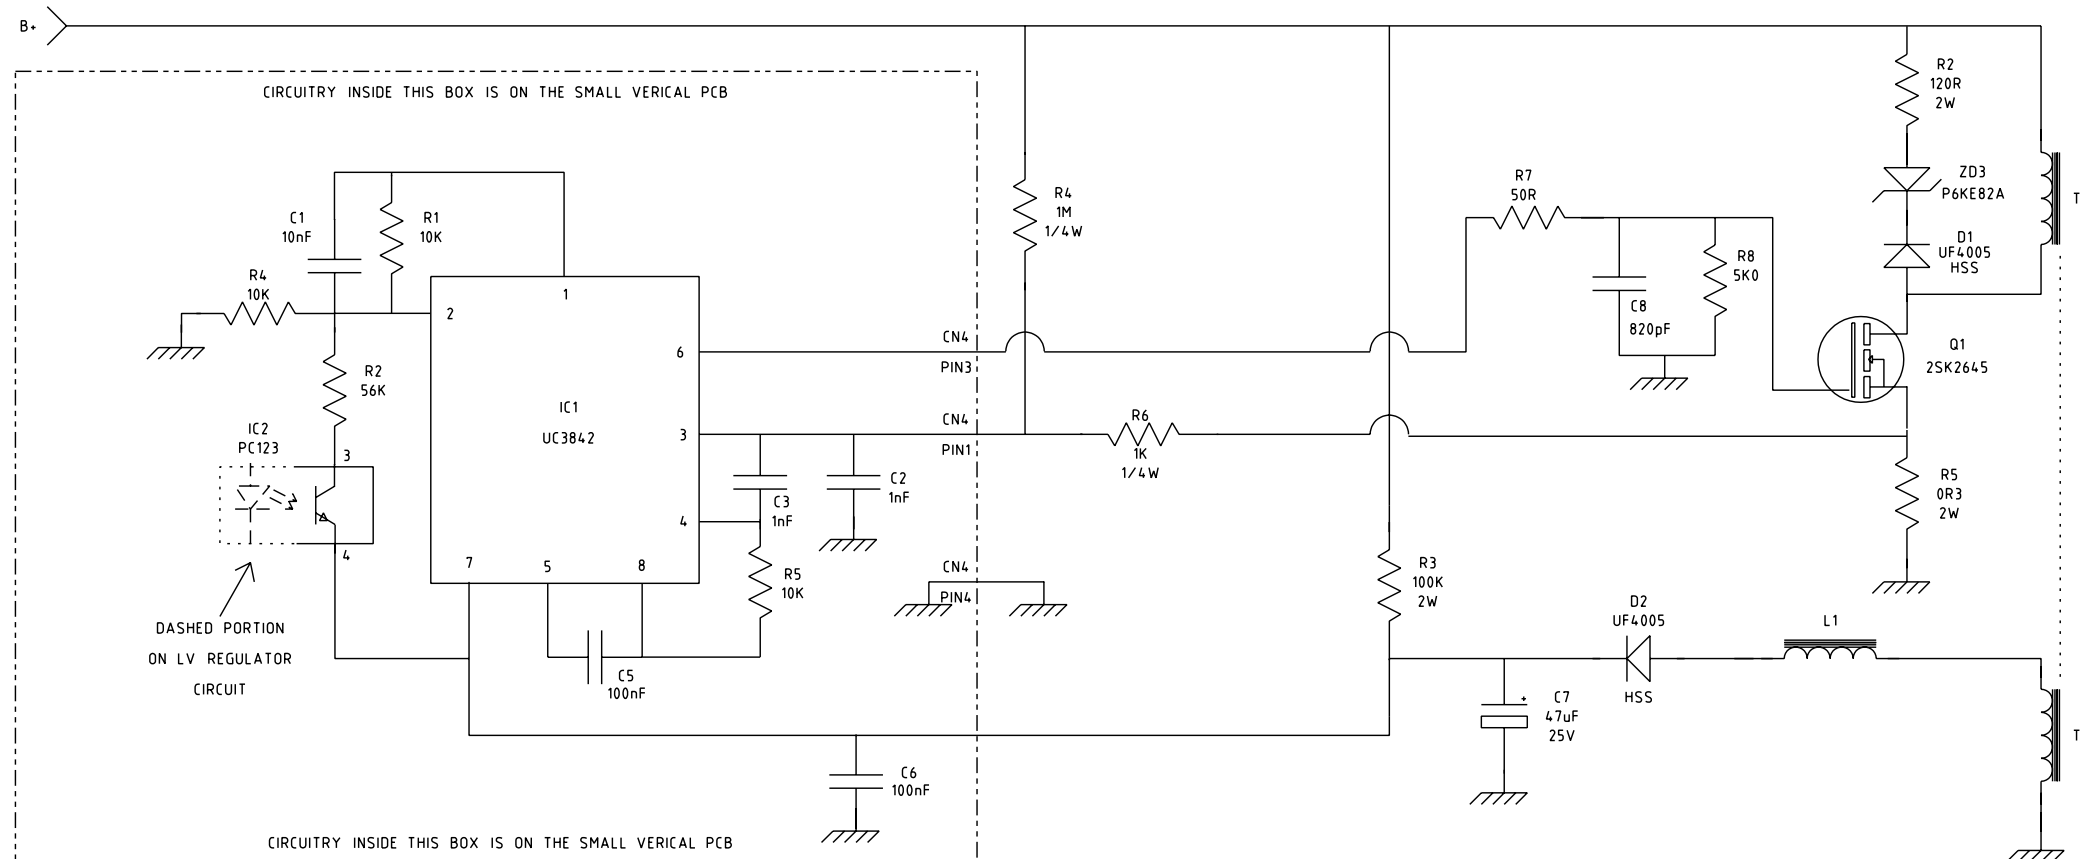 B+
CIRCUITRY INSIDE THIS BOX IS ON THE SMALL VERICAL PCB
R2
120R
2W
ZD3
P6KE82A
D1
UF4005
HSS
T
R7
50R
R4
1M
1/4W
C1
10nF
R1
10K
R4
10K
1
2
R8
5K0
C8
820pF
6
CN4
PIN3
Q1
2SK2645
R2
56K
IC1
UC3842
IC2
PC123
3
4
3
CN4
PIN1
R6
1K
1/4W
C3
1nF
C2
1nF
4
R5
0R3
2W
7
5
8
R5
10K
CN4
PIN4
R3
100K
2W
D2
UF4005
HSS
L1
DASHED PORTION
ON LV REGULATOR
CIRCUIT
C5
100nF
+
C7
47uF
25V
T
C6
100nF
CIRCUITRY INSIDE THIS BOX IS ON THE SMALL VERICAL PCB